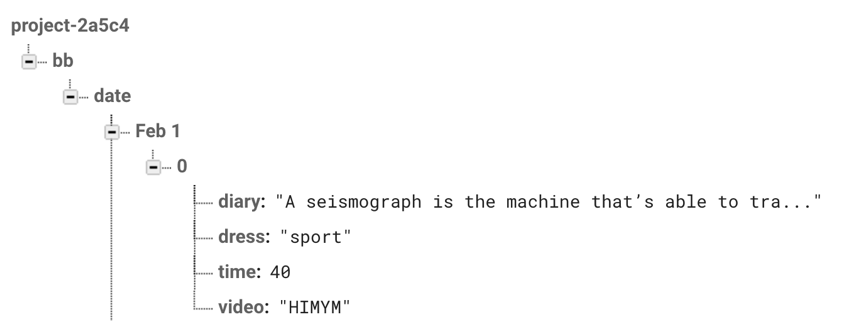 project-2a5c4
bb
date
Feb 1
0
diary: "A seismograph is the machine that’s able to tra..."
dress: "sport"
time: 40
video: "HIMYM"